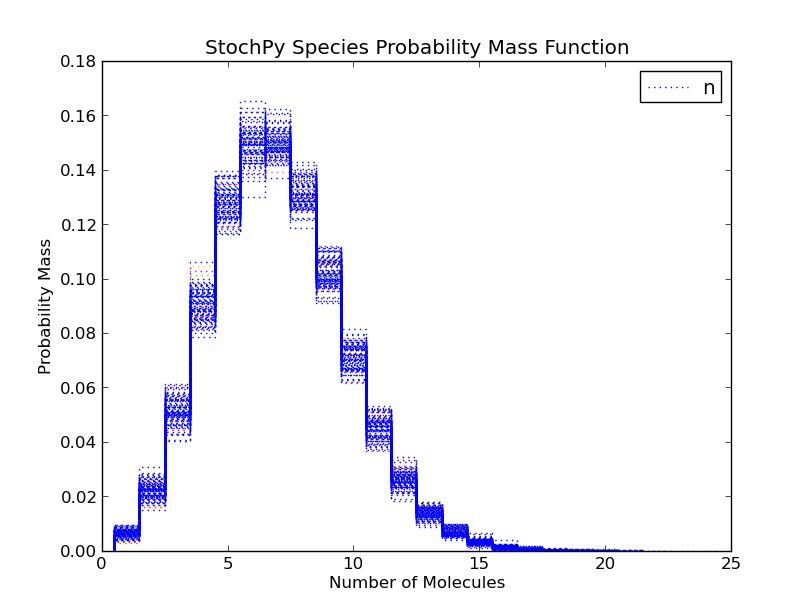 StochPy Species Probability Mass Function
n
Probability Mass
0.18
0.16
0.14
0.12
0.10
0.08
0.06
0.04
0.02
0.00
0 5 10 15 20 25
Number of Molecules